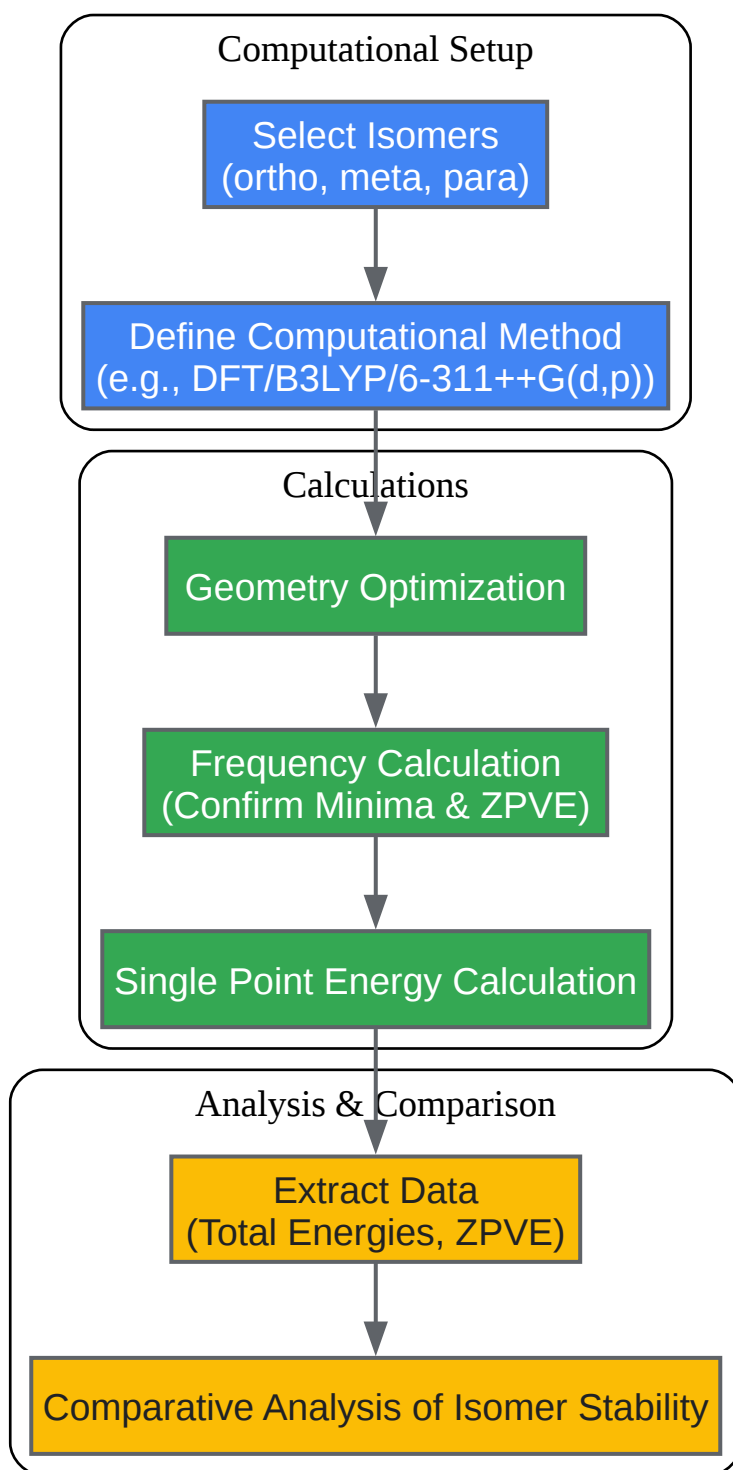 Computational Setup
Select Isomers
(ortho, meta, para)
Define Computational Method
(e.g., DFT/B3LYP/6-311++G(d,p))
Calculations
Geometry Optimization
Frequency Calculation
(Confirm Minima & ZPVE)
Single Point Energy Calculation
Analysis & Comparison
Extract Data
(Total Energies, ZPVE)
Comparative Analysis of Isomer Stability